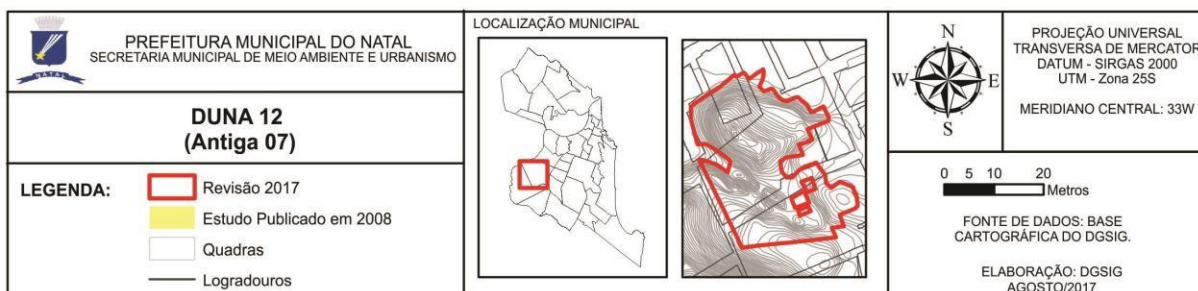 NATAL
PREFEITURA MUNICIPAL DO NATAL
SECRETARIA MUNICIPAL DE MEIO AMBIENTE E URBANISMO
DUNA 12
(Antiga 07)
LEGENDA:
Revisão 2017
Estudo Publicado em 2008
Quadras
Logradouros
LOCALIZAÇÃO MUNICIPAL
N
W
E
S
PROJEÇÃO UNIVERSAL
TRANSVERSA DE MERCATOR
DATUM - SIRGAS 2000
UTM - Zona 25S
MERIDIANO CENTRAL: 33W
0 5 10 20
Metros
FONTE DE DADOS: BASE
CARTOGRÁFICA DO DGSIG.
ELABORAÇÃO: DGSIG
AGOSTO/2017